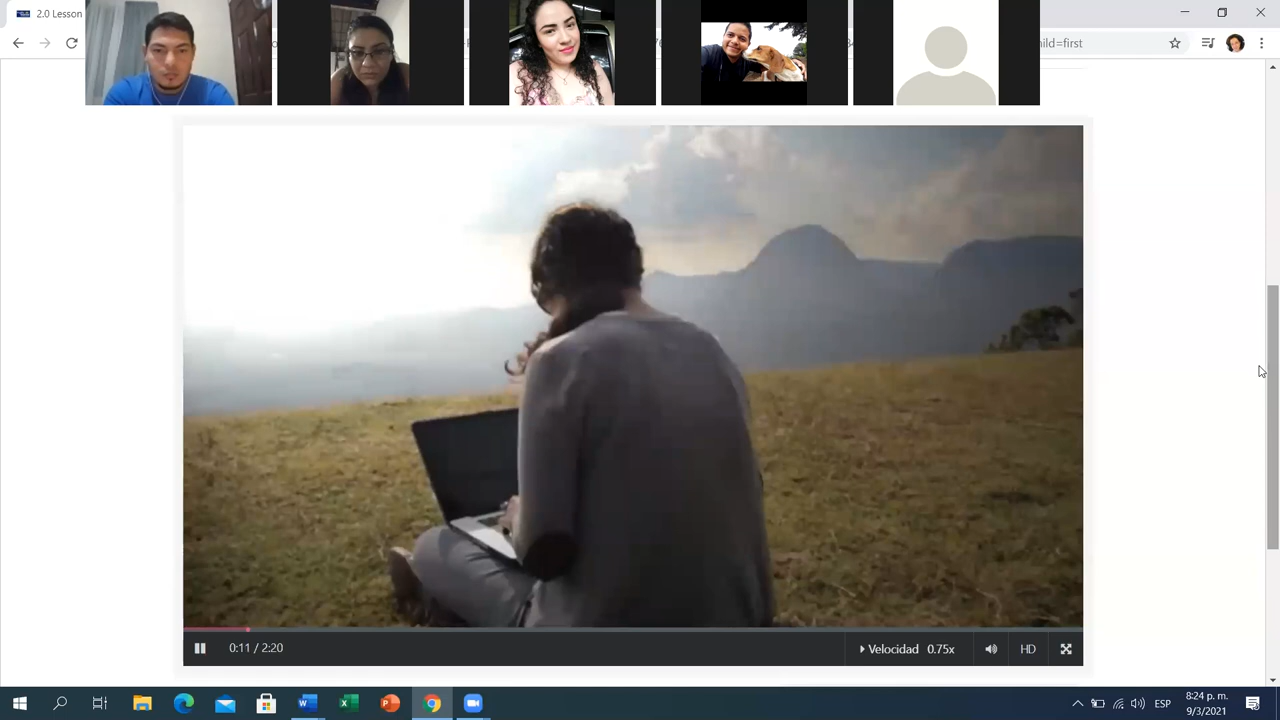 2.0 Lesson
hild=first
0:11 / 2:20
Velocidad 0.75x
HD
ESP
8:24 p. m.
9/3/2021